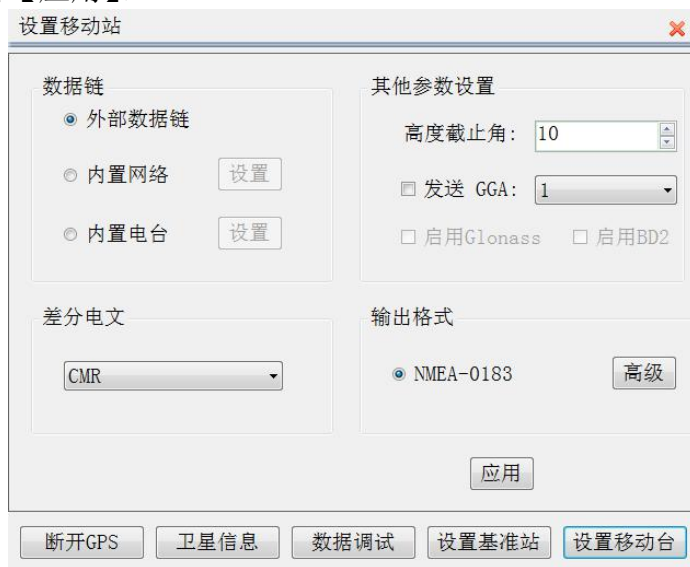 设置移动站
数据链
外部数据链
内置网络 设置
内置电台 设置
其他参数设置
高度截止角: 10
发送 GGA: 1
启用Glonass 启用BD2
差分电文
CMR
输出格式
NMEA-0183 高级
应用
断开GPS 卫星信息 数据调试 设置基准站 设置移动台